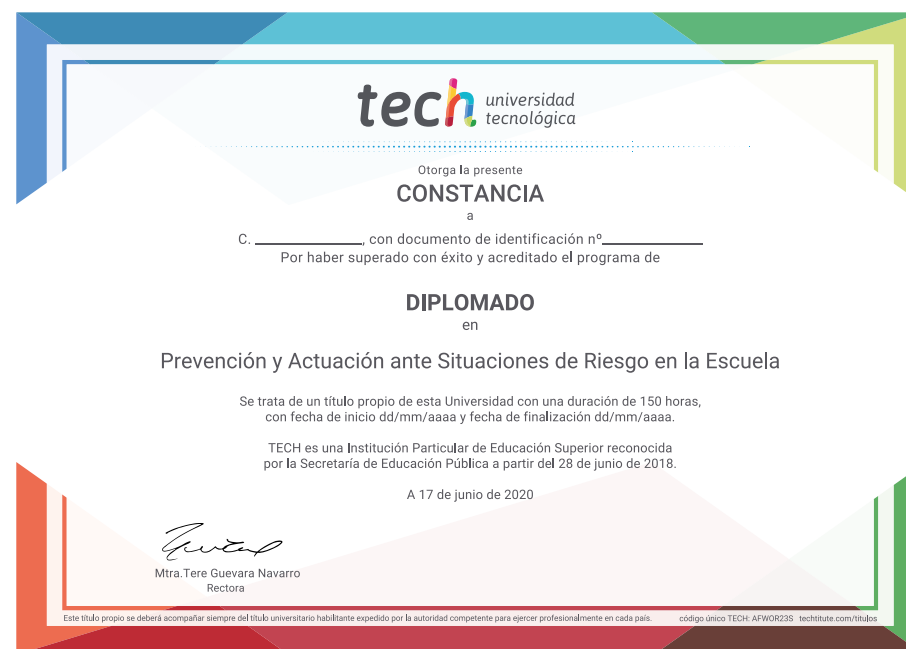 tech universidad
tecnológica
Otorga la presente
CONSTANCIA
a
C. ______________, con documento de identificación nº_____________
Por haber superado con éxito y acreditado el programa de
DIPLOMADO
en
Prevención y Actuación ante Situaciones de Riesgo en la Escuela
Se trata de un título propio de esta Universidad con una duración de 150 horas,
con fecha de inicio dd/mm/aaaa y fecha de finalización dd/mm/aaaa.
TECH es una Institución Particular de Educación Superior reconocida
por la Secretaría de Educación Pública a partir del 28 de junio de 2018.
A 17 de junio de 2020
Mtra.Tere Guevara Navarro
Rectora
Este título propio se deberá acompañar siempre del título universitario habilitante expedido por la autoridad competente para ejercer profesionalmente en cada país. código único TECH: AFWOR23S techtitute.com/titulos